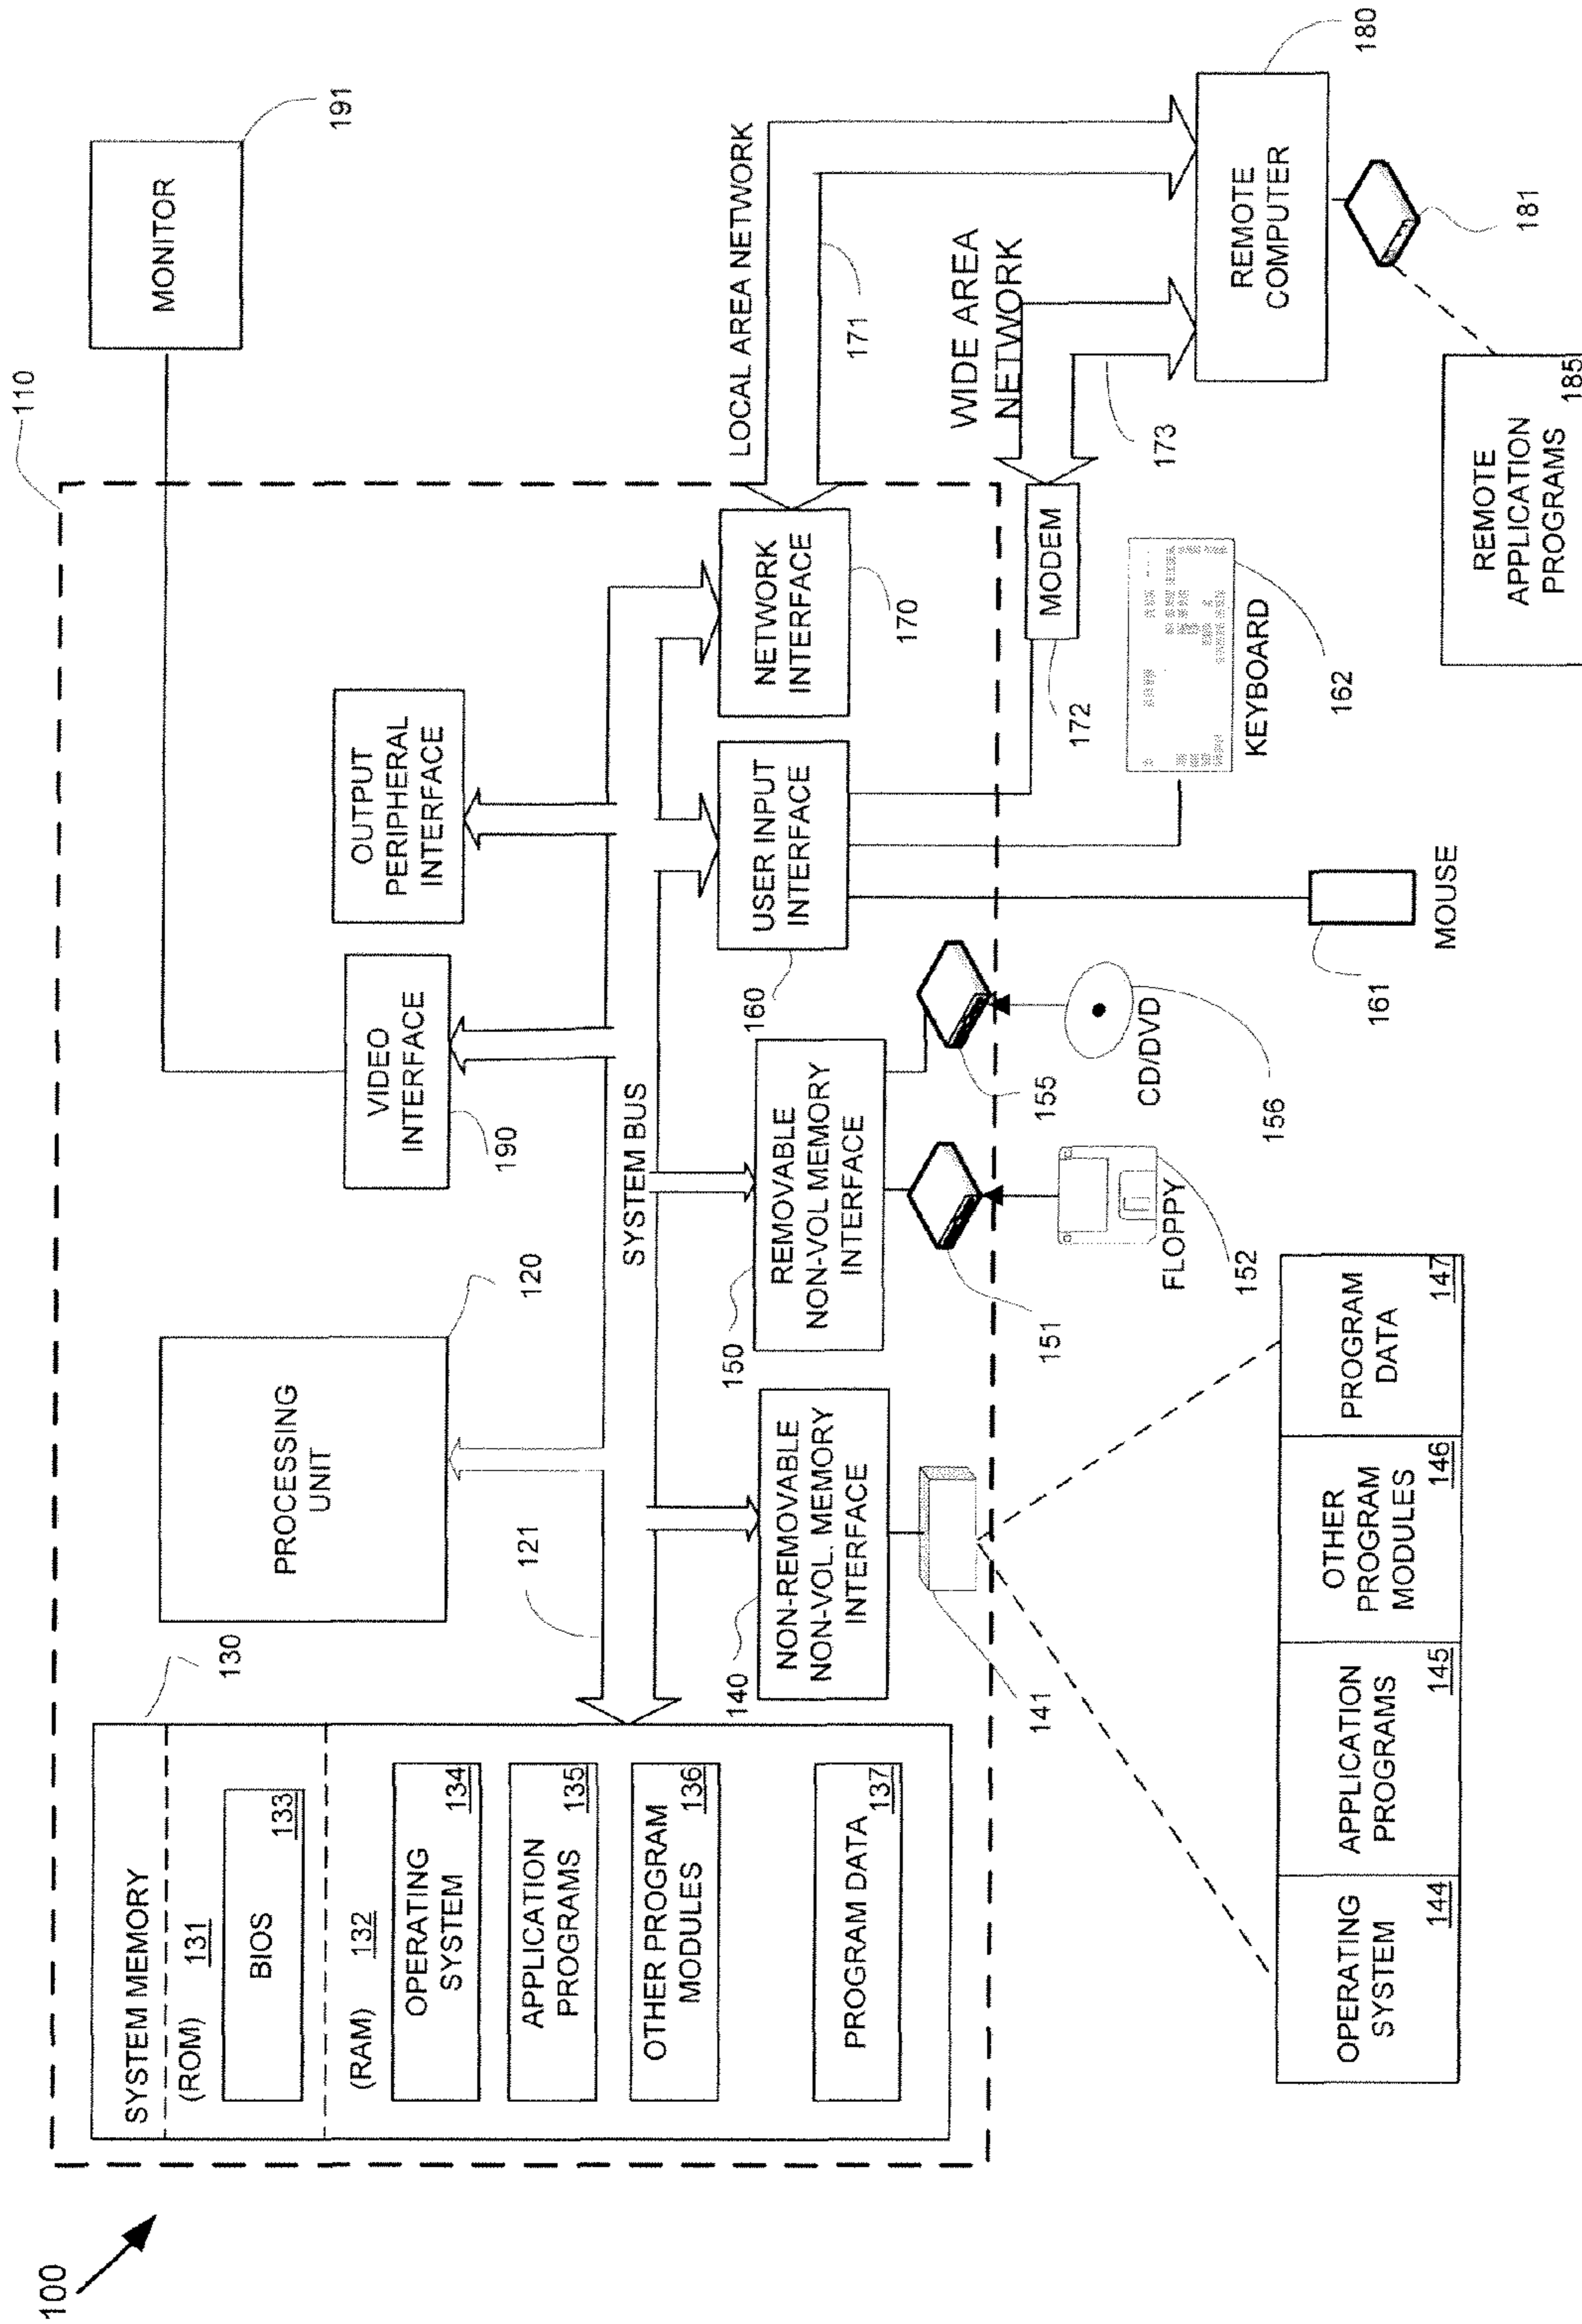 100
110
SYSTEM MEMORY
(ROM) 131
BIOS
133
(RAM) 132
OPERATING
SYSTEM
134
APPLICATION
PROGRAMS
135
OTHER PROGRAM
MODULES
136
PROGRAM DATA
137
130
PROCESSING
UNIT
120
121
SYSTEM BUS
VIDEO
INTERFACE
190
OUTPUT
PERIPHERAL
INTERFACE
MONITOR
191
NON-REMOVABLE
NON-VOL. MEMORY
INTERFACE
140
REMOVABLE
NON-VOL MEMORY
INTERFACE
150
USER INPUT
INTERFACE
160
NETWORK
INTERFACE
170
LOCAL AREA NETWORK
171
WIDE AREA
NETWORK
173
141
151
155
MODEM
172
FLOPPY
152
CD/DVD
156
KEYBOARD
162
MOUSE
161
REMOTE
COMPUTER
180
181
REMOTE
APPLICATION
PROGRAMS
185
OPERATING
SYSTEM
144
APPLICATION
PROGRAMS
145
OTHER
PROGRAM
MODULES
146
PROGRAM
DATA
147